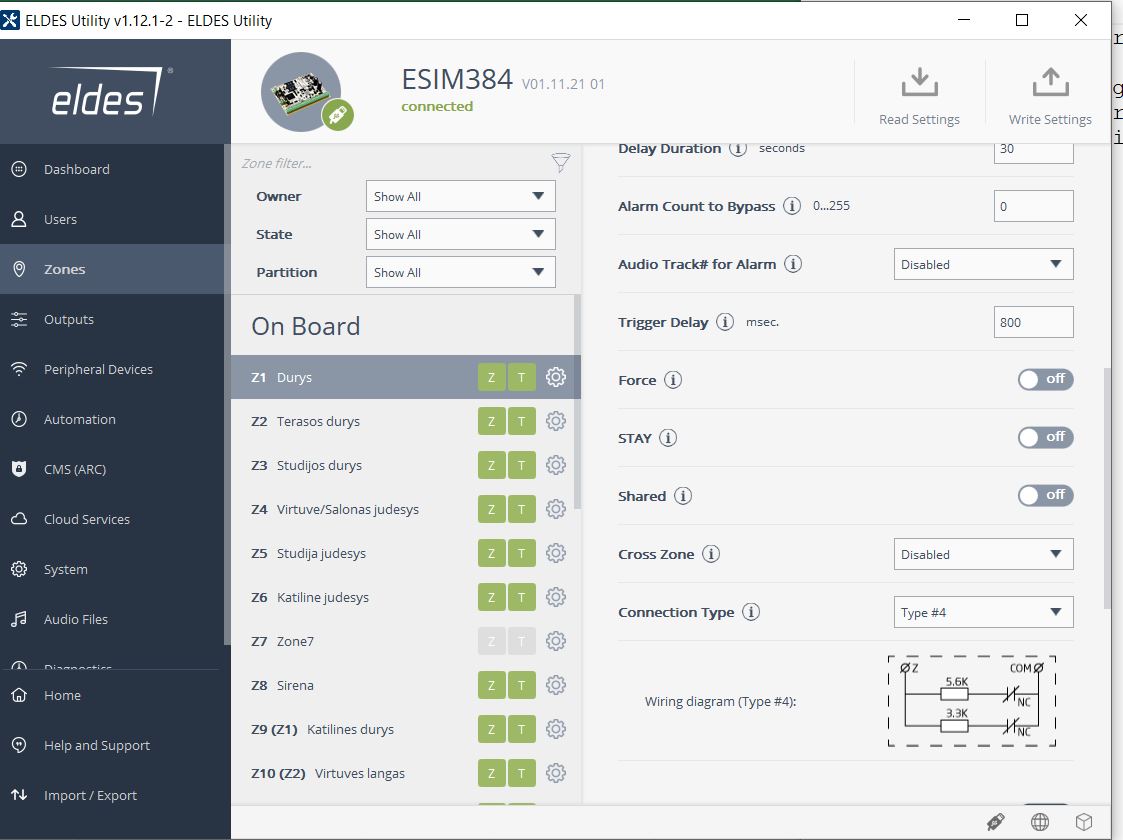 ELDES Utility v1.12.1-2 - ELDES Utility
eldes®
ESIM384 V01.11.21 01
connected
Read Settings
Write Settings
Dashboard
Users
Zones
Outputs
Peripheral Devices
Automation
CMS (ARC)
Cloud Services
System
Audio Files
Diagnostics
Home
Help and Support
Import / Export
Zone filter...
Owner Show All
State Show All
Partition Show All
On Board
Z1 Durys Z T
Z2 Terasos durys Z T
Z3 Studijos durys Z T
Z4 Virtuve/Salonas judesys Z T
Z5 Studija judesys Z T
Z6 Katiline judesys Z T
Z7 Zone7 Z T
Z8 Sirena Z T
Z9 (Z1) Katilines durys Z T
Z10 (Z2) Virtuves langas Z T
Delay Duration i seconds 30
Alarm Count to Bypass i 0...255 0
Audio Track# for Alarm i Disabled
Trigger Delay i msec. 800
Force i off
STAY i off
Shared i off
Cross Zone i Disabled
Connection Type i Type #4
Wiring diagram (Type #4):
Z COM
5.6K
NC
3.3K
NC